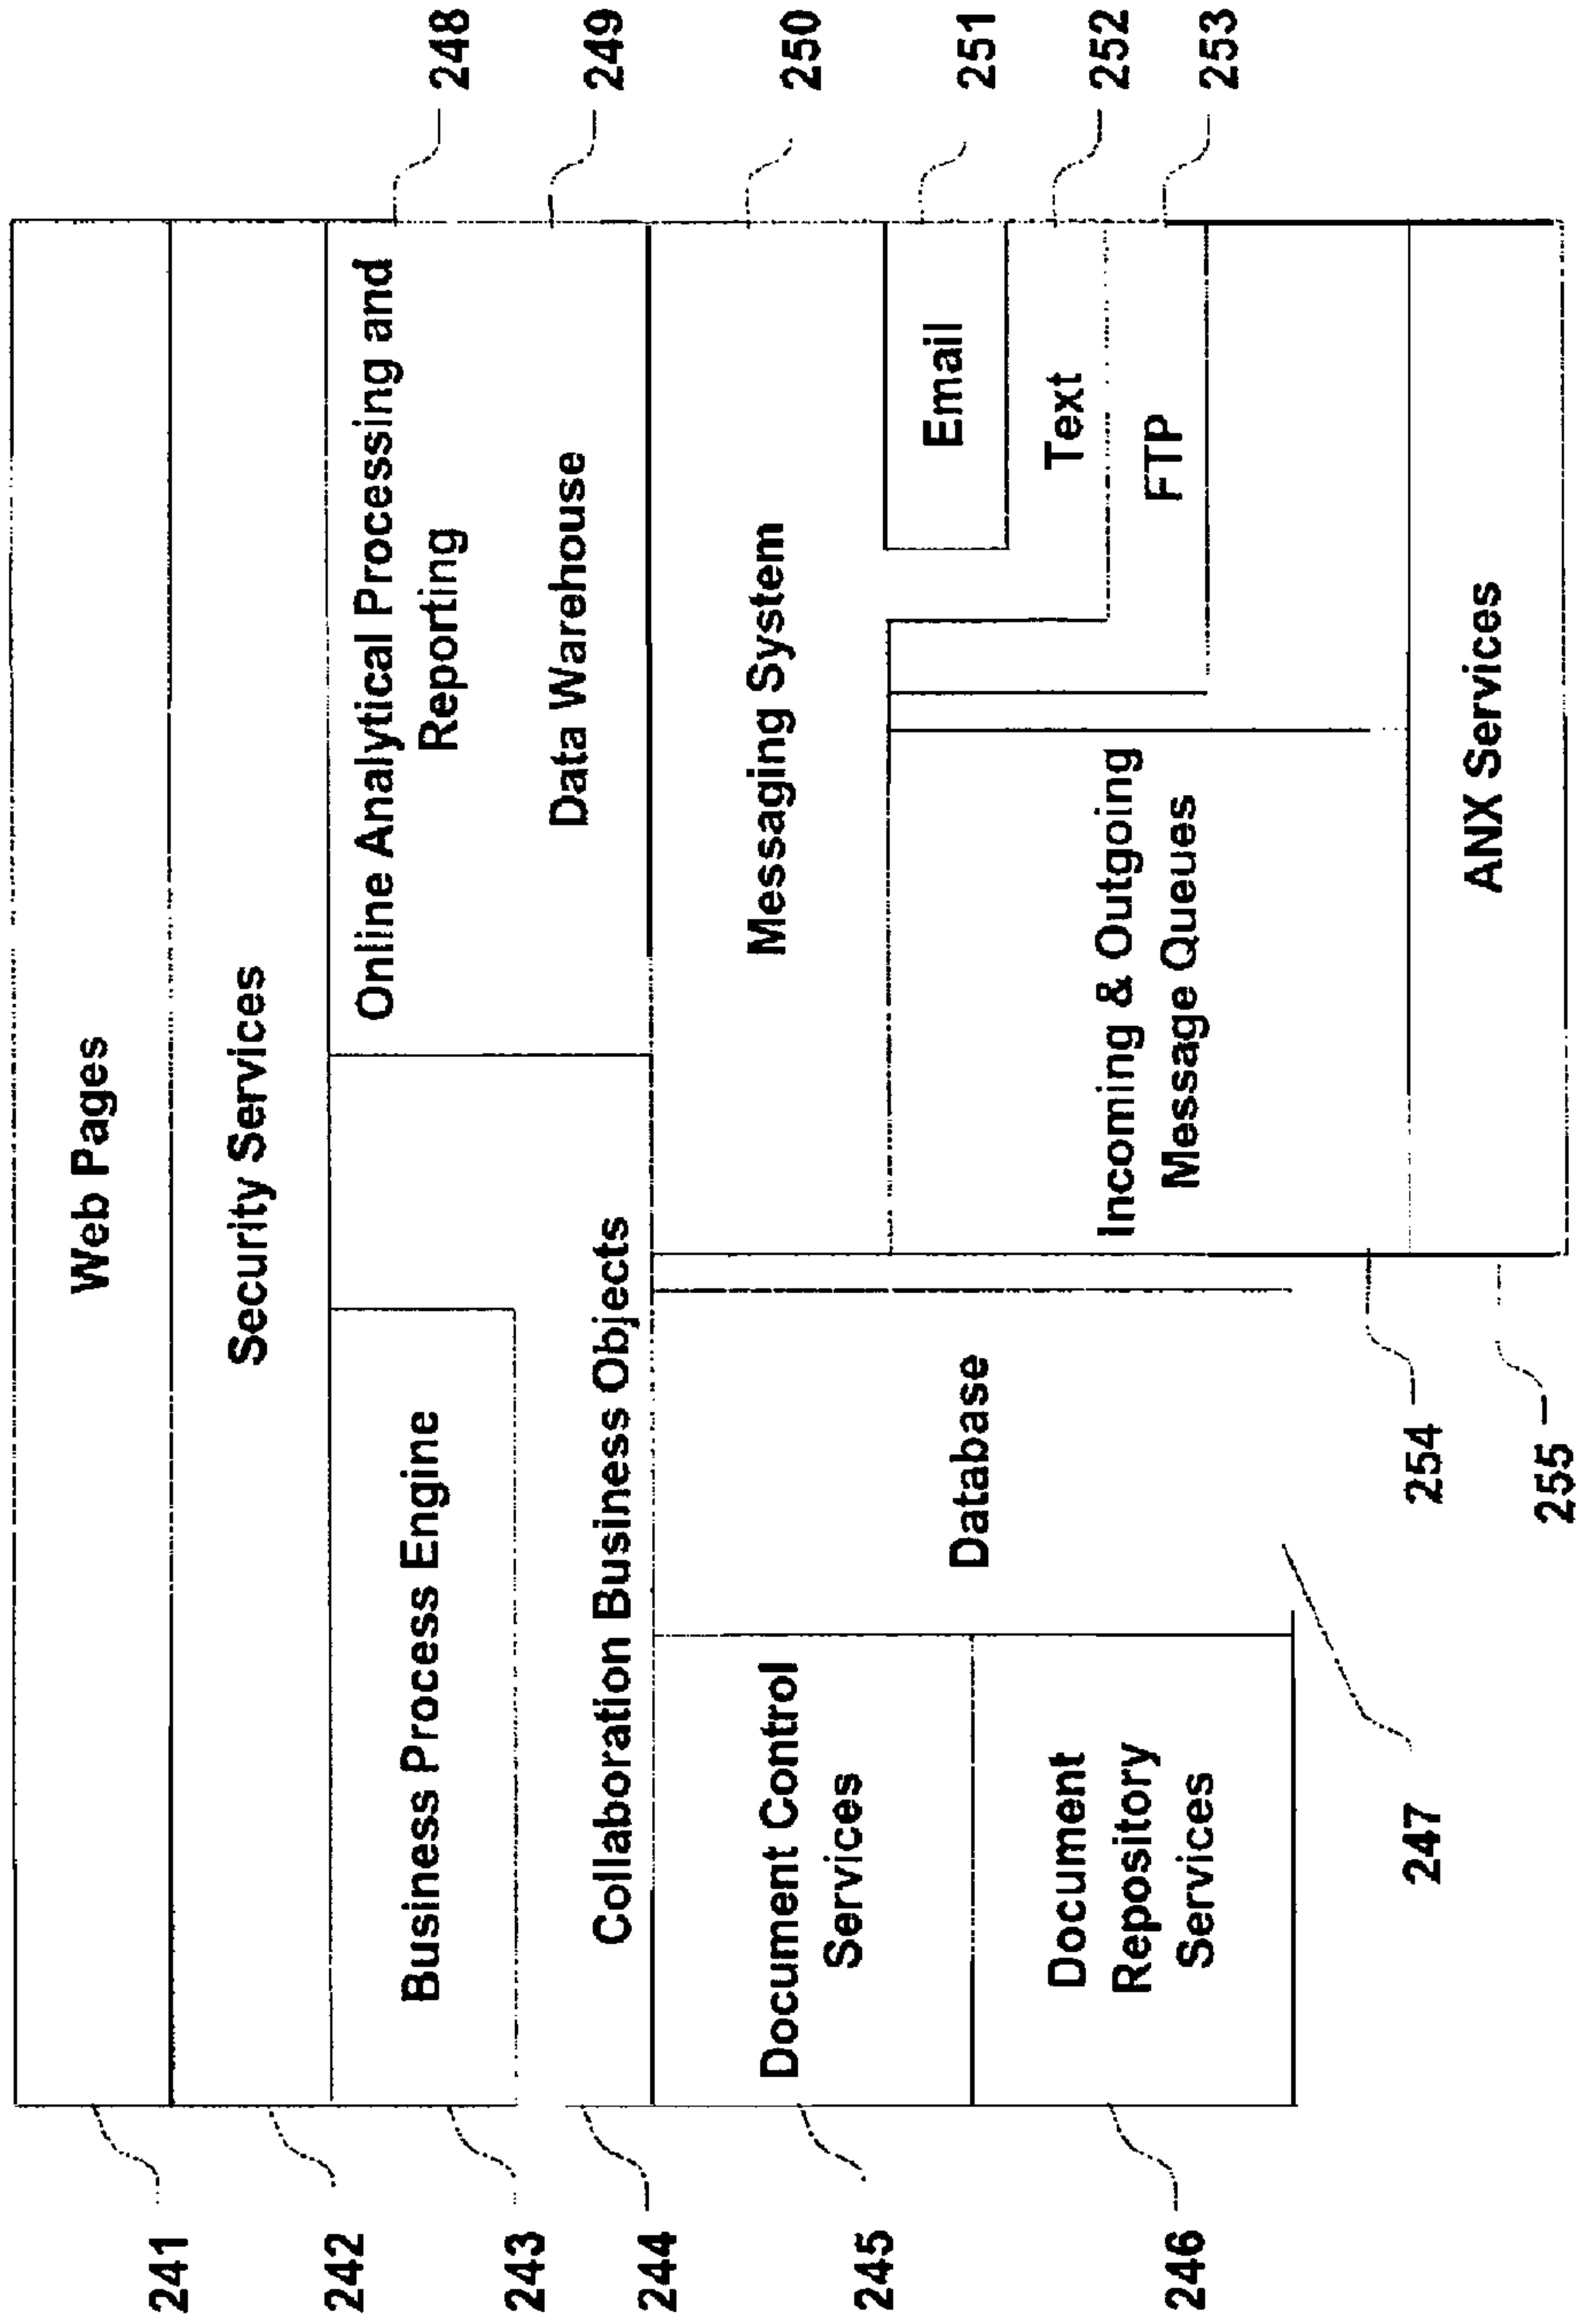 Web Pages
Security Services
Business Process Engine
Collaboration Business Objects
Online Analytical Processing and
Reporting
Data Warehouse
Document Control
Services
Document
Repository
Services
Database
Messaging System
Email
Text
FTP
Incoming & Outgoing
Message Queues
ANX Services
241
242
243
244
245
246
247
248
249
250
251
252
253
254
255